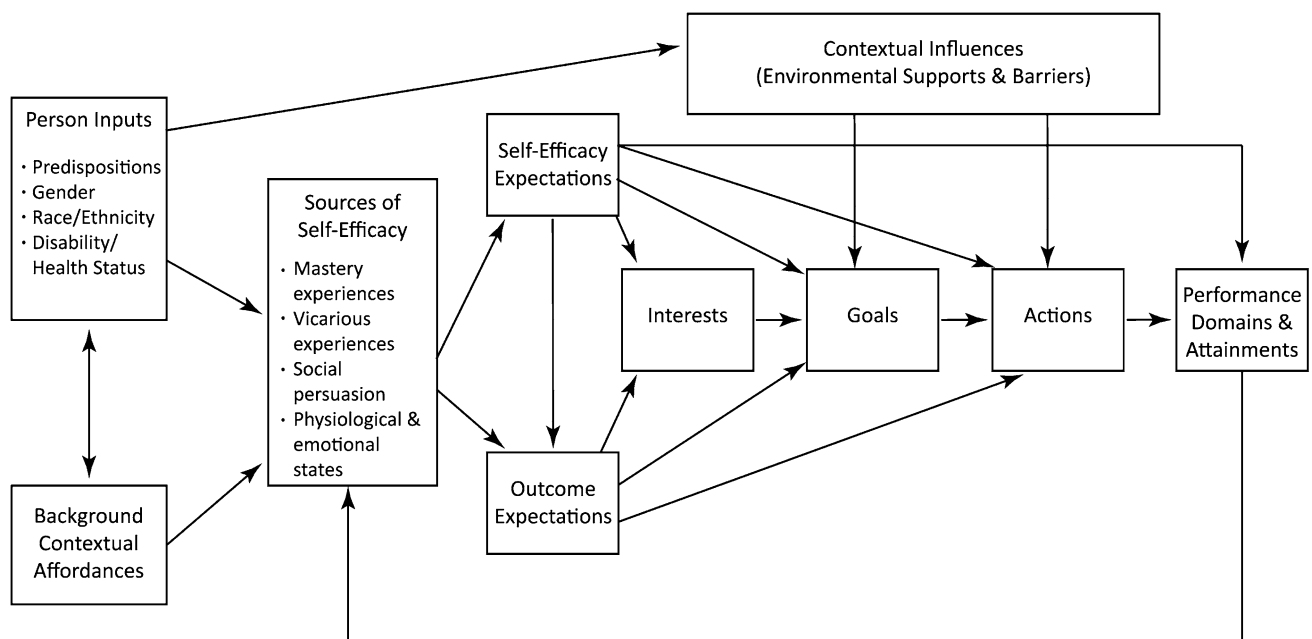 Contextual Influences
(Environmental Supports & Barriers)
Person Inputs
· Predispositions
· Gender
· Race/Ethnicity
· Disability/
Health Status
Background
Contextual
Affordances
Sources of
Self-Efficacy
· Mastery
experiences
· Vicarious
experiences
· Social
persuasion
· Physiological &
emotional
states
Self-Efficacy
Expectations
Outcome
Expectations
Interests
Goals
Actions
Performance
Domains &
Attainments